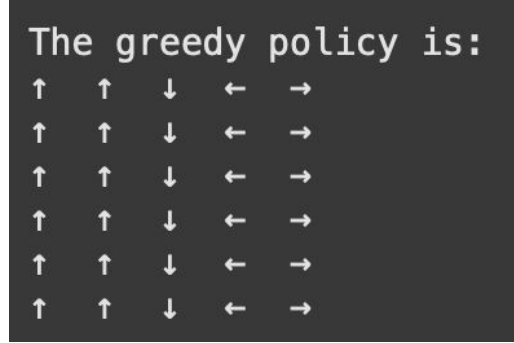 The greedy policy is:
↑ ↑ ↓ ← →
↑ ↑ ↓ ← →
↑ ↑ ↓ ← →
↑ ↑ ↓ ← →
↑ ↑ ↓ ← →
↑ ↑ ↓ ← →